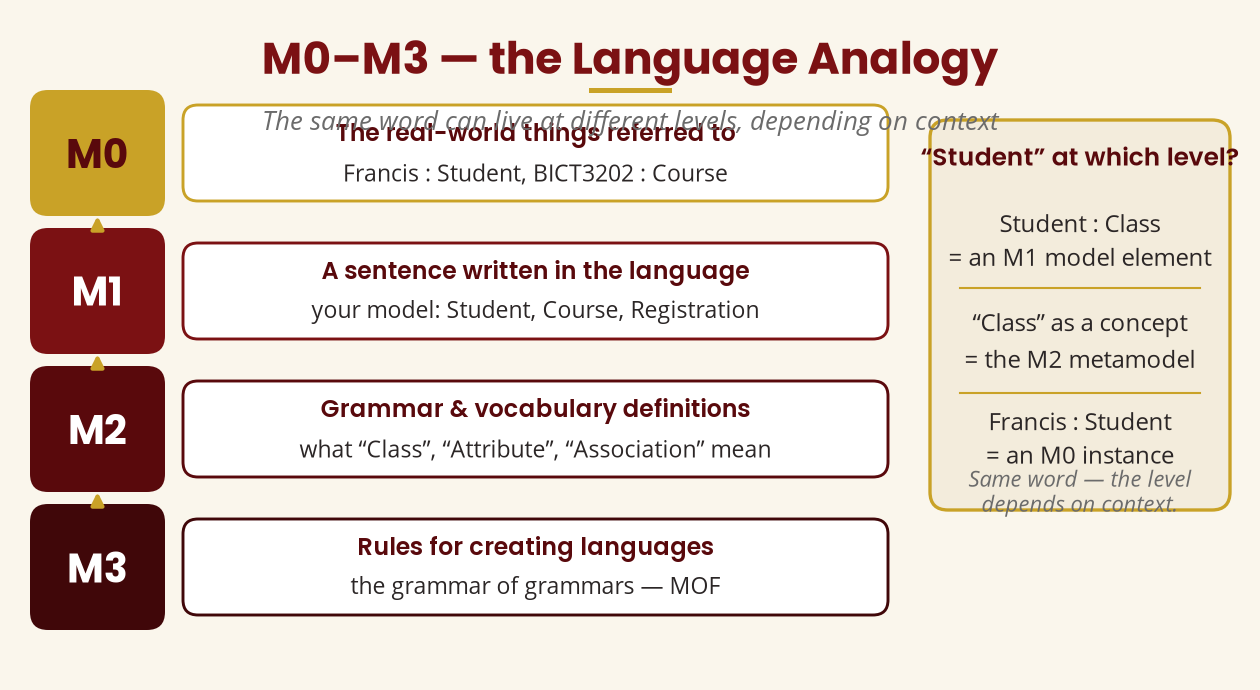 M0–M3 — the Language Analogy
The same word can live at different levels, depending on context
M0
The real-world things referred to
Francis : Student, BICT3202 : Course
M1
A sentence written in the language
your model: Student, Course, Registration
M2
Grammar & vocabulary definitions
what “Class”, “Attribute”, “Association” mean
M3
Rules for creating languages
the grammar of grammars — MOF
“Student” at which level?
Student : Class
= an M1 model element
“Class” as a concept
= the M2 metamodel
Francis : Student
= an M0 instance
Same word — the level
depends on context.